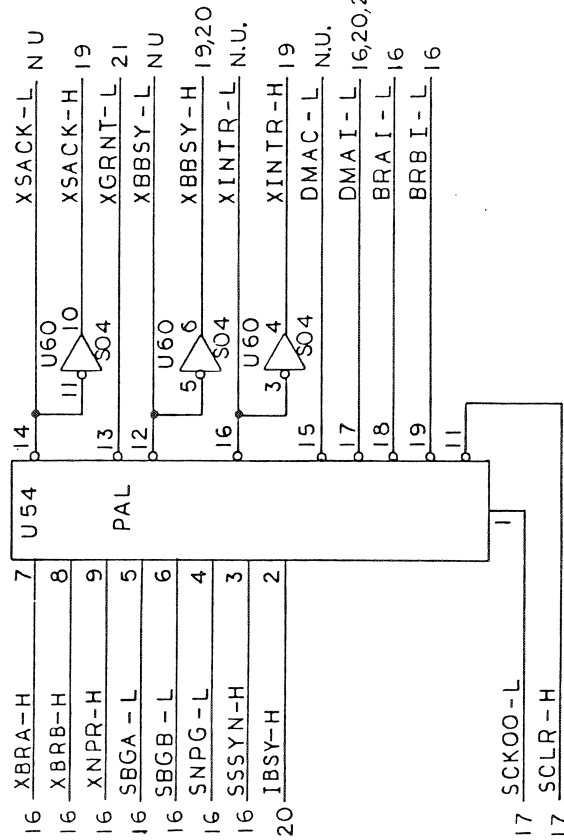 U54
PAL
16 XBRA-H 7
16 XBRB-H 8
16 XNPR-H 9
16 SBGA-L 5
16 SBGB-L 6
16 SNPG-L 4
16 SSSYN-H 3
20 IBSY-H 2
17 SCK00-L 1
17 SCLR-H 11
14 XSACK-L NU
U60
11 10 XSACK-H 19
S04
13 XGRNT-L 21
12 XBBSY-L NU
U60
5 6 XBBSY-H 19,20
S04
16 XINTR-L N.U.
U60
3 4 XINTR-H 19
S04
15 DMAC-L N.U.
17 DMAI-L 16,20,2
18 BRAI-L 16
19 BRBI-L 16